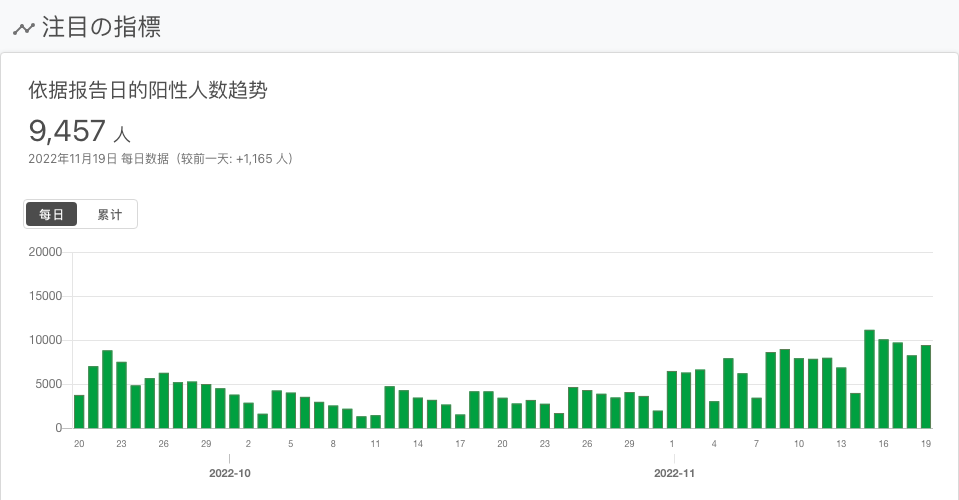 注目の指標
依据报告日的阳性人数趋势
9,457 人
2022年11月19日 每日数据（较前一天: +1,165 人）
每日 累计
20000
15000
10000
5000
0
20 23 26 29 2 5 8 11 14 17 20 23 26 29 1 4 7 10 13 16 19
2022-10 2022-11